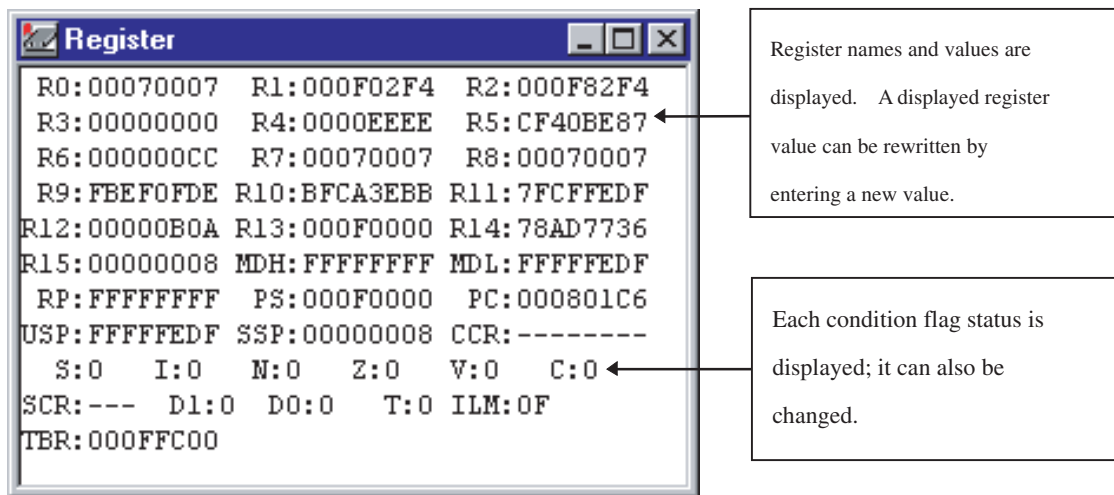 Register
R0:00070007 R1:000F02F4 R2:000F82F4
R3:00000000 R4:0000EEEE R5:CF40BE87
R6:000000CC R7:00070007 R8:00070007
R9:FBEF0FDE R10:BFCA3EBB R11:7FCFFEDF
R12:00000B0A R13:000F0000 R14:78AD7736
R15:00000008 MDH:FFFFFFFF MDL:FFFFFEDF
RP:FFFFFFFF PS:000F0000 PC:000801C6
USP:FFFFFEDF SSP:00000008 CCR:--------
S:0 I:0 N:0 Z:0 V:0 C:0
SCR:--- D1:0 D0:0 T:0 ILM:0F
TBR:000FFC00
Register names and values are
displayed. A displayed register
value can be rewritten by
entering a new value.
Each condition flag status is
displayed; it can also be
changed.